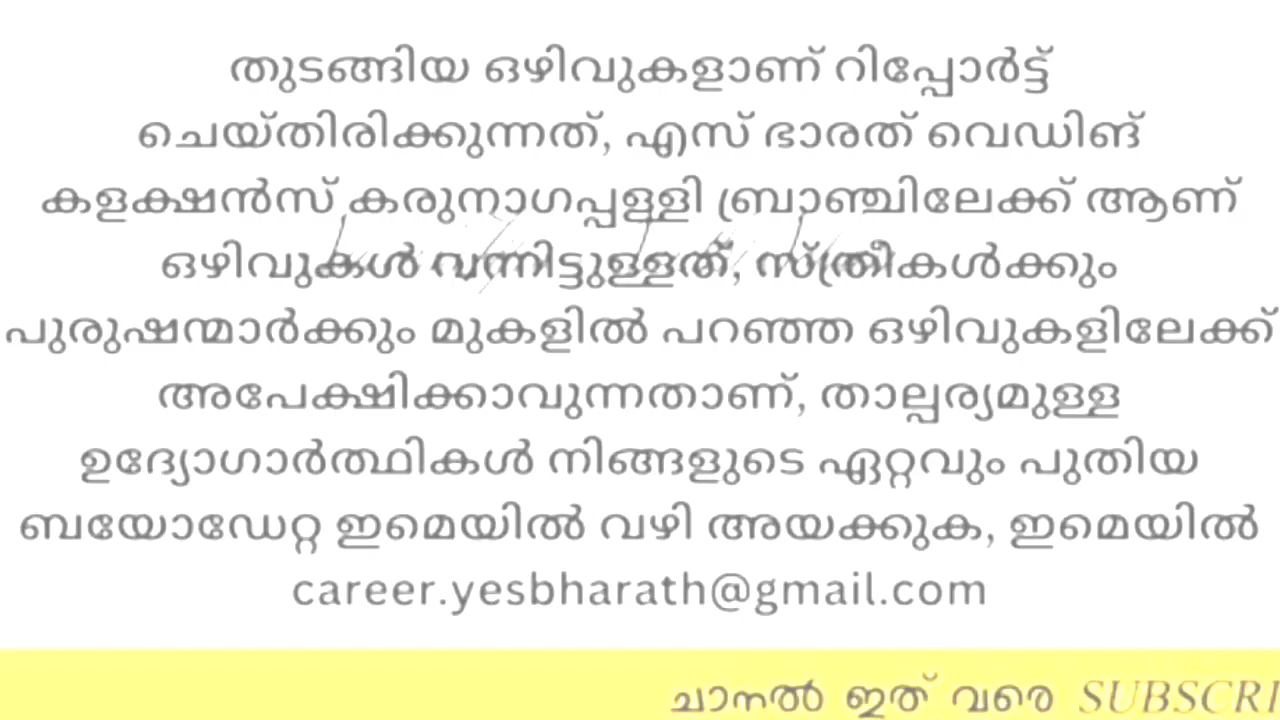 തുടങ്ങിയ ഒഴിവുകളാണ് റിപ്പോർട്ട്
ചെയ്തിരിക്കുന്നത്, എസ് ഭാരത് വെഡിങ്
കളക്ഷൻസ് കരുനാഗപ്പള്ളി ബ്രാഞ്ചിലേക്ക് ആണ്
ഒഴിവുകൾ വന്നിട്ടുള്ളത്, സ്ത്രീകൾക്കും
പുരുഷന്മാർക്കും മുകളിൽ പറഞ്ഞ ഒഴിവുകളിലേക്ക്
അപേക്ഷിക്കാവുന്നതാണ്, താല്പര്യമുള്ള
ഉദ്യോഗാർത്ഥികൾ നിങ്ങളുടെ ഏറ്റവും പുതിയ
ബയോഡേറ്റ ഇമെയിൽ വഴി അയക്കുക, ഇമെയിൽ
career.yesbharath@gmail.com
ചാനൽ ഇത് വരെ SUBSCRI